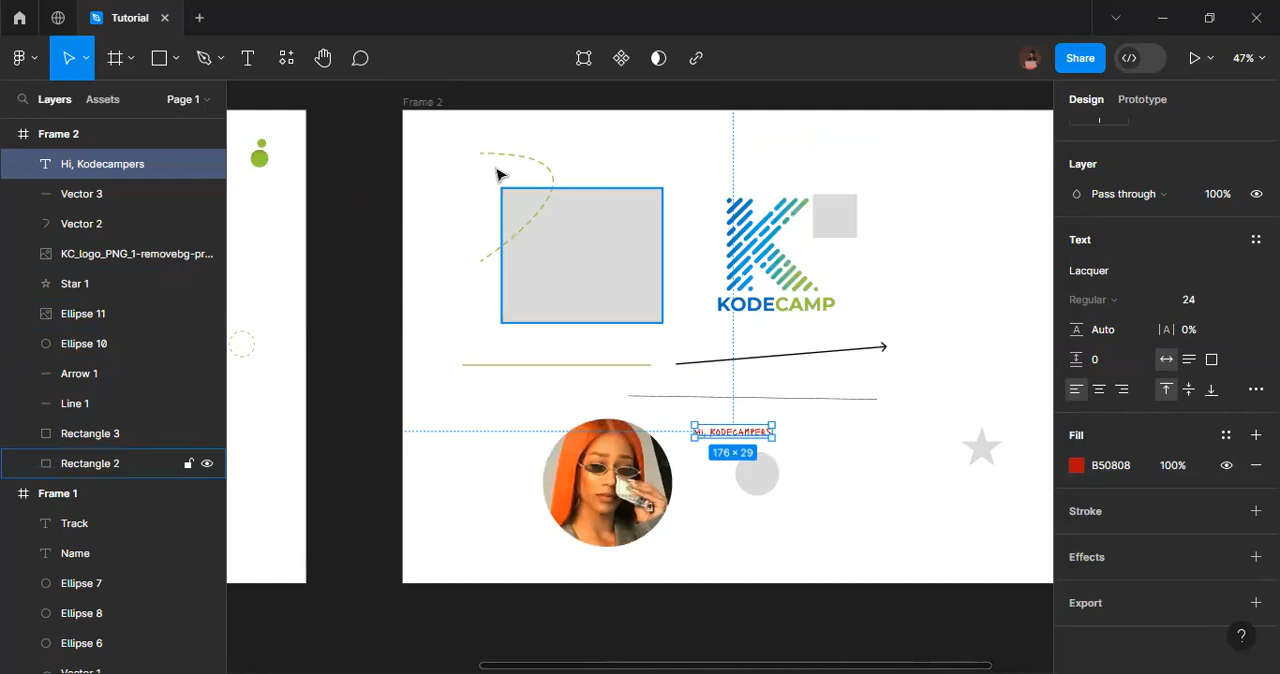 Tutorial
Share
47%
Layers
Assets
Page 1
Frame 2
Hi, Kodecampers
Vector 3
Vector 2
KC_logo_PNG_1-removebg-pr...
Star 1
Ellipse 11
Ellipse 10
Arrow 1
Line 1
Rectangle 3
Rectangle 2
Frame 1
Track
Name
Ellipse 7
Ellipse 8
Ellipse 6
Vector 1
Frame 2
KODECAMP
HI, KODECAMPERS
176 × 29
Design
Prototype
Layer
Pass through
100%
Text
Lacquer
Regular
24
A
Auto
|A|
0%
0
Fill
B50808
100%
Stroke
Effects
Export
?